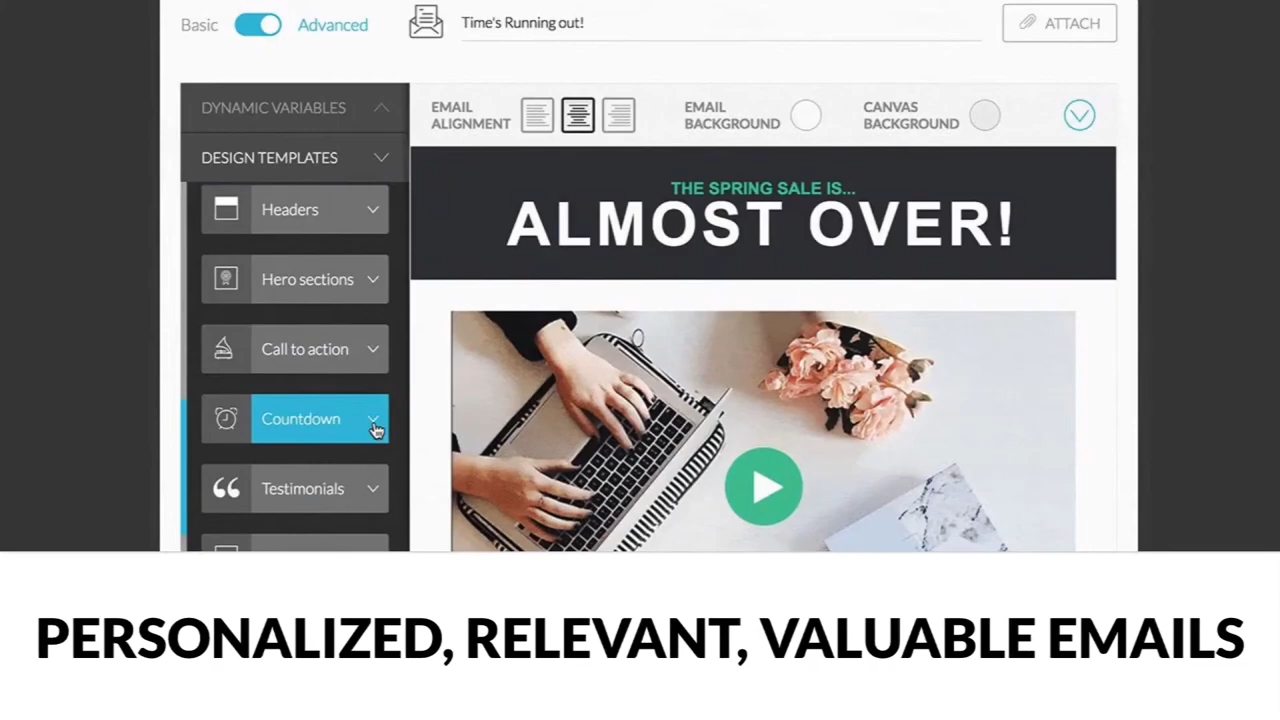 Basic
Advanced
Time's Running out!
ATTACH
DYNAMIC VARIABLES
DESIGN TEMPLATES
Headers
Hero sections
Call to action
Countdown
Testimonials
EMAIL
ALIGNMENT
EMAIL
BACKGROUND
CANVAS
BACKGROUND
THE SPRING SALE IS...
ALMOST OVER!
PERSONALIZED, RELEVANT, VALUABLE EMAILS